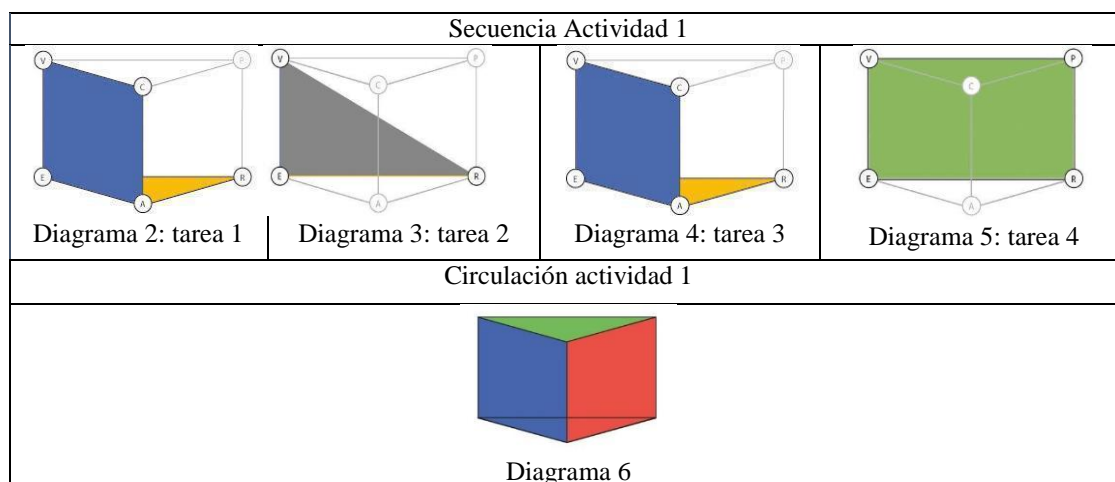 Secuencia Actividad 1
V
P
C
E
R
A
V
P
C
E
R
A
V
P
C
E
R
A
V
P
C
E
R
A
Diagrama 2: tarea 1
Diagrama 3: tarea 2
Diagrama 4: tarea 3
Diagrama 5: tarea 4
Circulación actividad 1
Diagrama 6